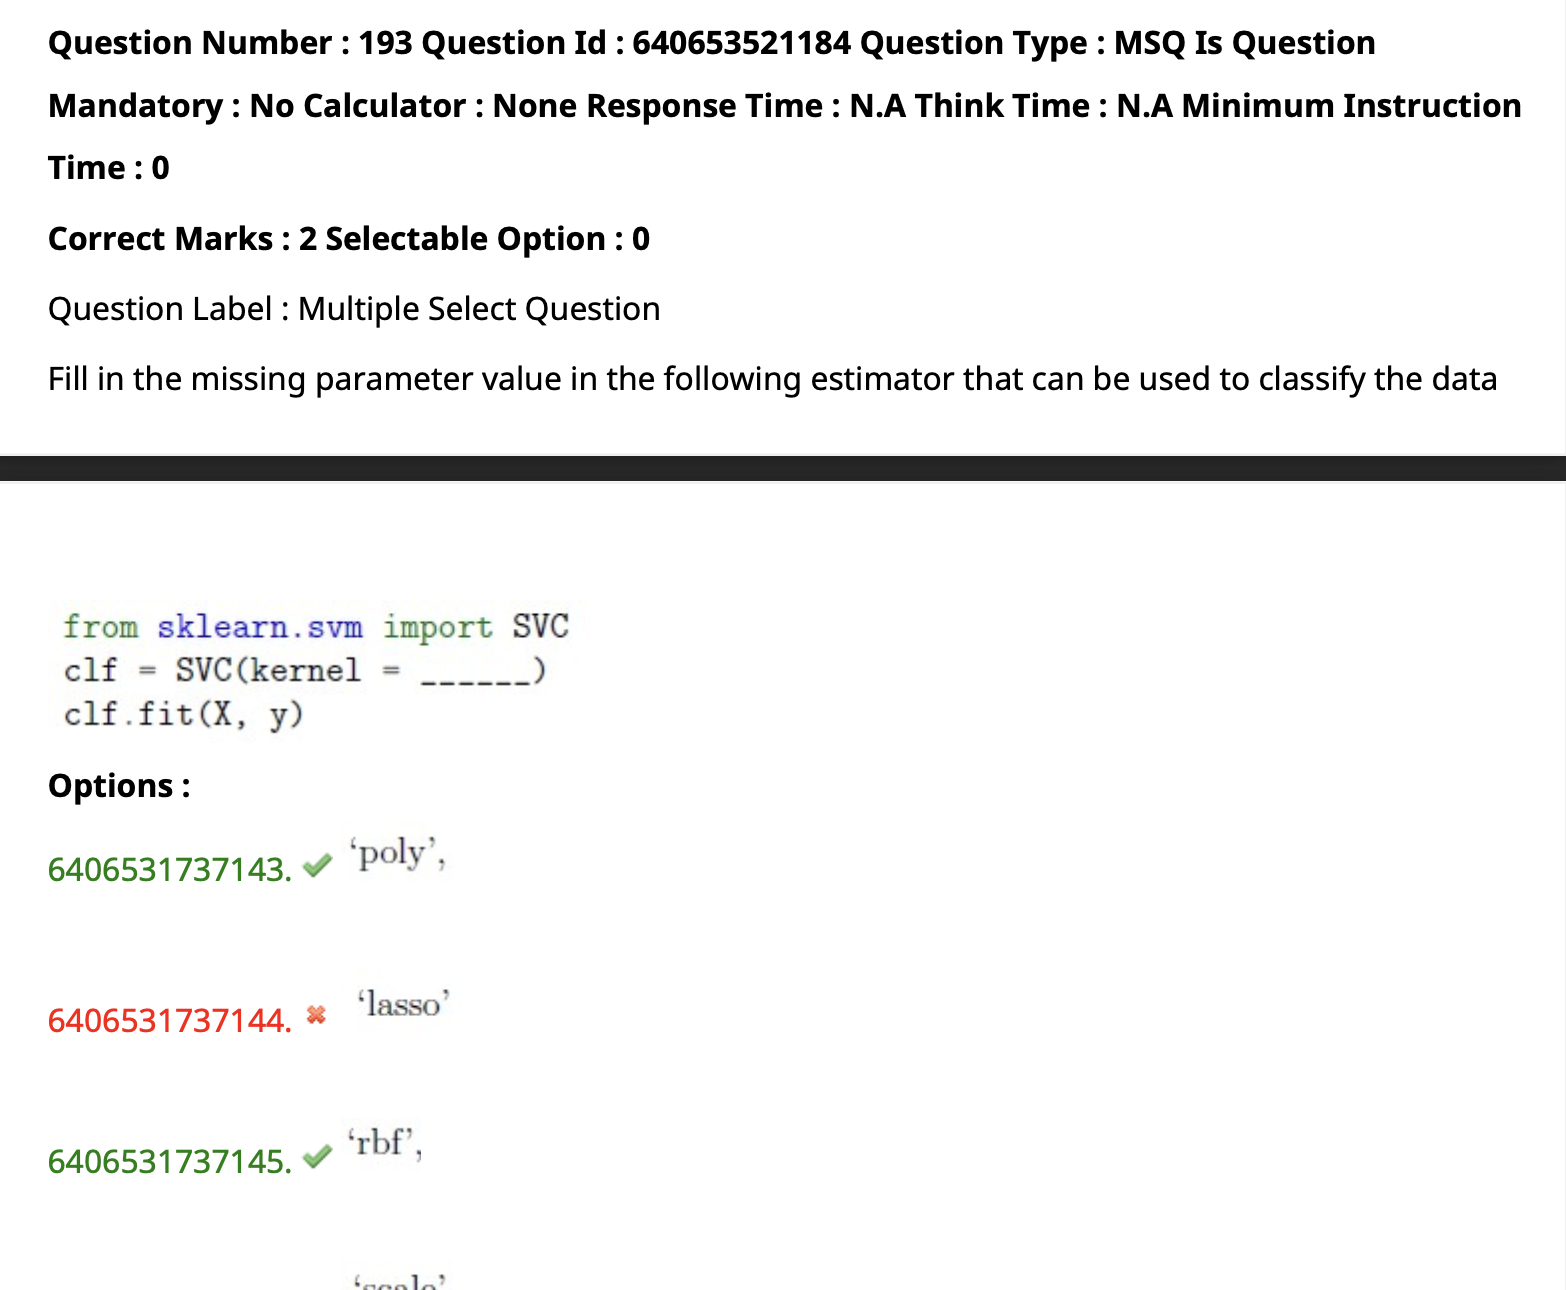 Question Number : 193 Question Id : 640653521184 Question Type : MSQ Is Question
Mandatory : No Calculator : None Response Time : N.A Think Time : N.A Minimum Instruction
Time : 0
Correct Marks : 2 Selectable Option : 0
Question Label : Multiple Select Question
Fill in the missing parameter value in the following estimator that can be used to classify the data
from sklearn.svm import SVC
clf = SVC(kernel = ______)
clf.fit(X, y)
Options :
6406531737143. ‘poly’,
6406531737144. ‘lasso’
6406531737145. ‘rbf’,